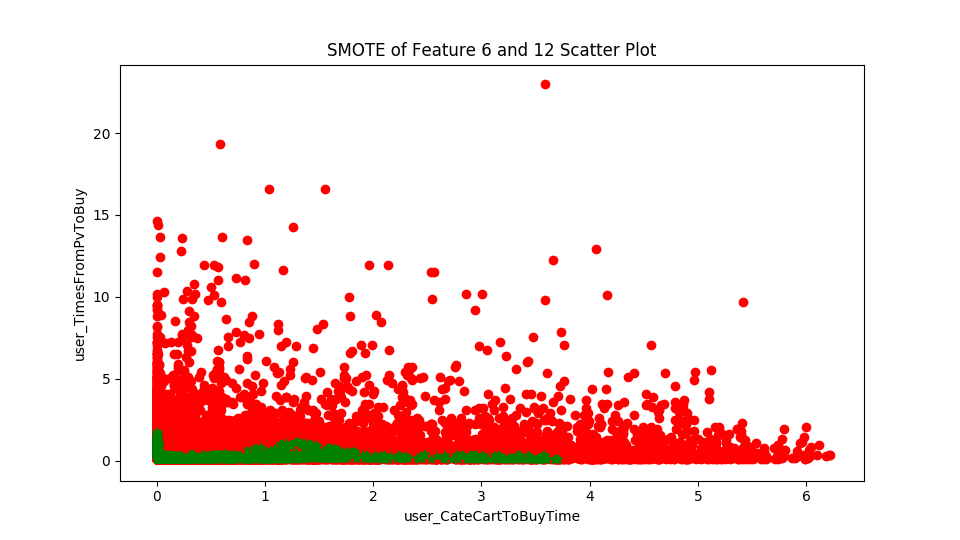 SMOTE of Feature 6 and 12 Scatter Plot
user_TimesFromPvToBuy
20
15
10
5
0
0 1 2 3 4 5 6
user_CateCartToBuyTime